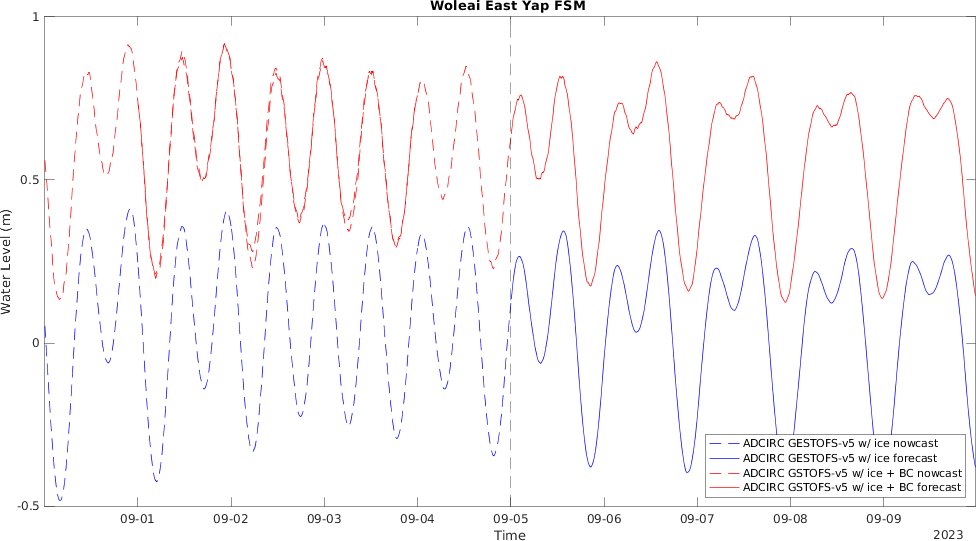 Woleai East Yap FSM
1
0.5
0
-0.5
Water Level (m)
09-01 09-02 09-03 09-04 09-05 09-06 09-07 09-08 09-09
Time
2023
ADCIRC GESTOFS-v5 w/ ice nowcast
ADCIRC GESTOFS-v5 w/ ice forecast
ADCIRC GSTOFS-v5 w/ ice + BC nowcast
ADCIRC GSTOFS-v5 w/ ice + BC forecast